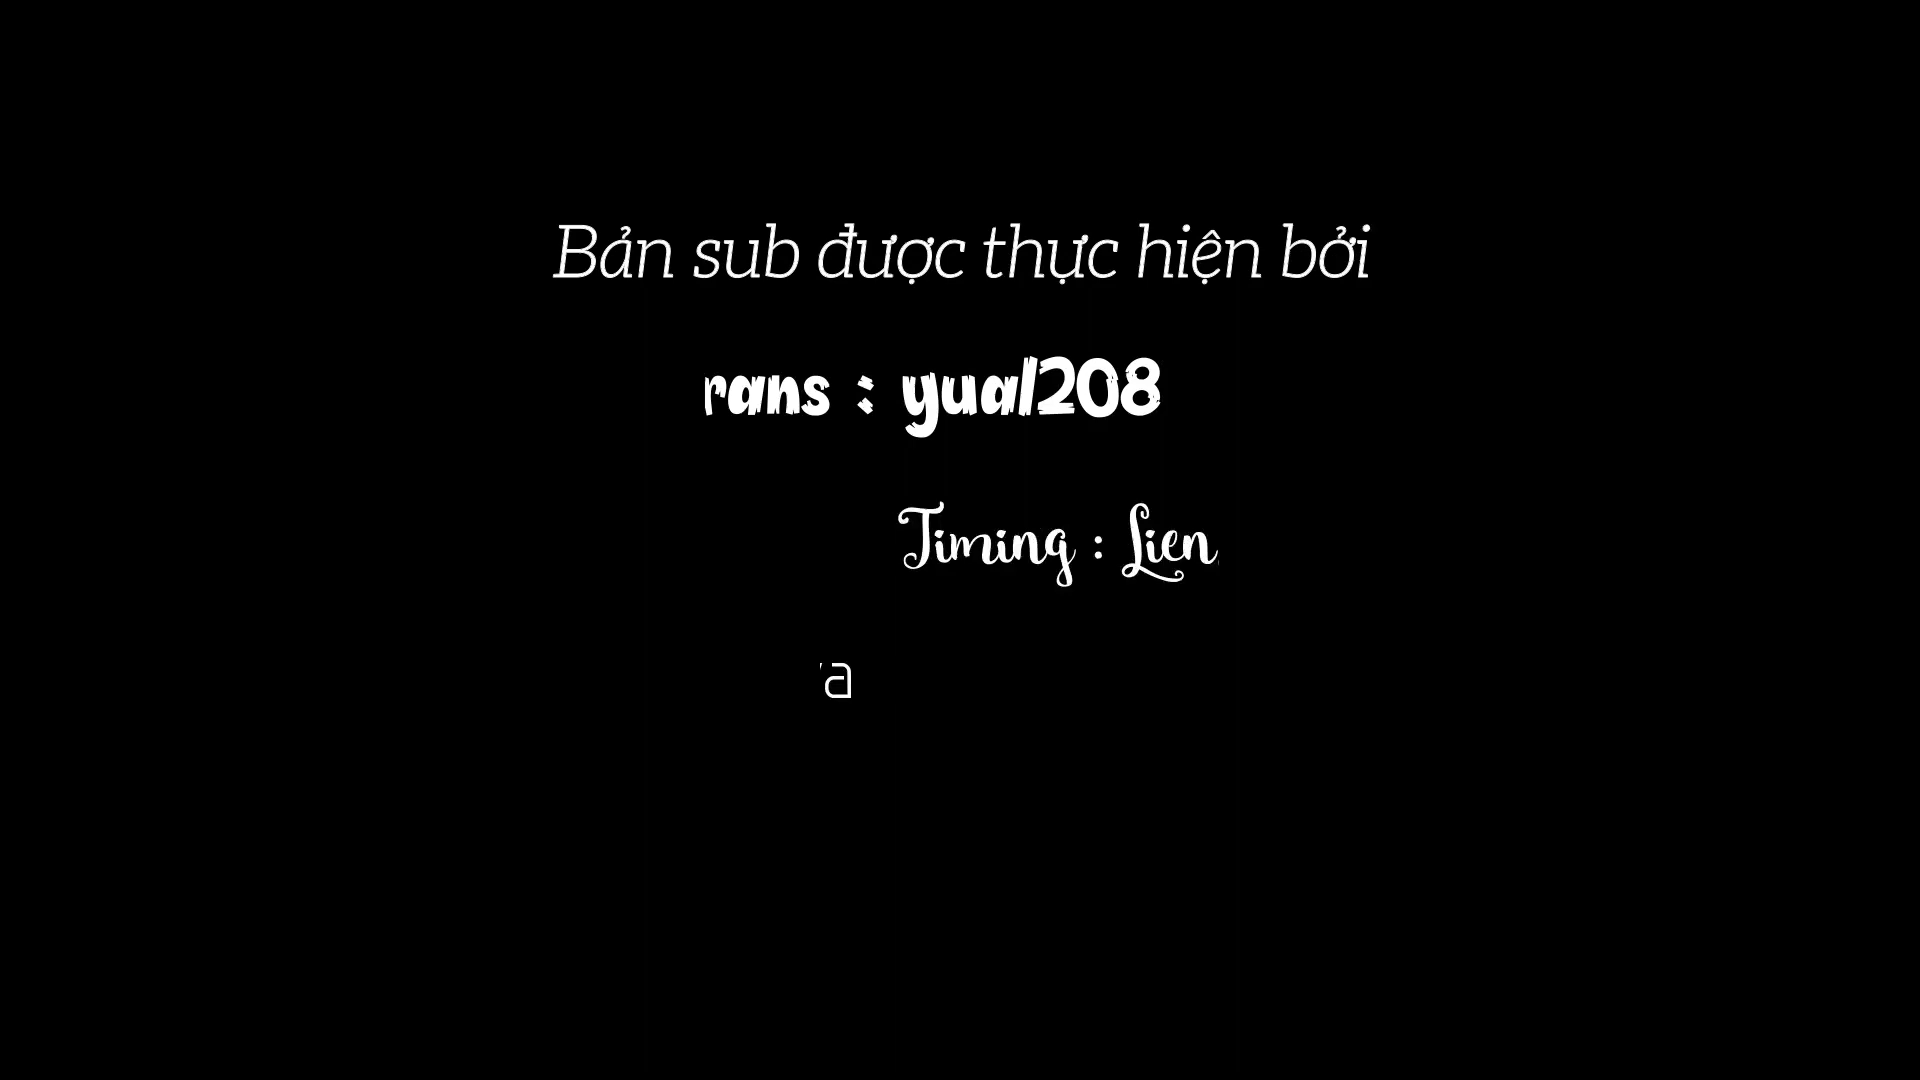 Bản sub được thực hiện bởi
rans : yua1208
Timing : Lien
a